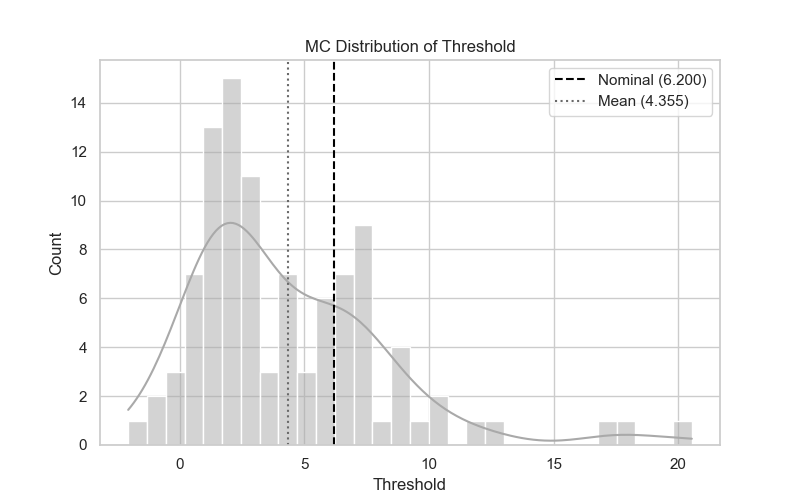 MC Distribution of Threshold
Nominal (6.200)
Mean (4.355)
14
12
10
8
6
4
2
0
Count
0 5 10 15 20
Threshold